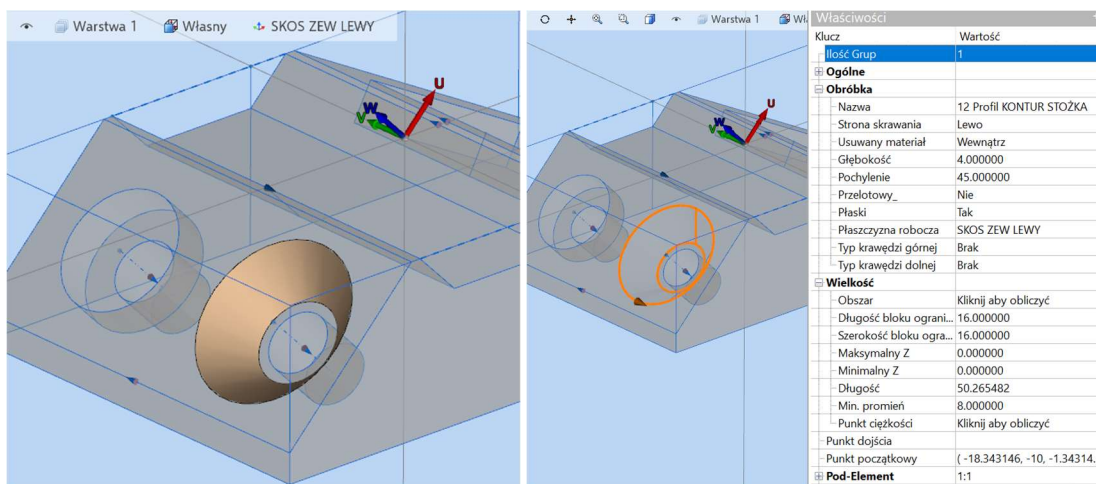 Warstwa 1 Własny SKOS ZEW LEWY
U
W
V
Warstwa 1 Wł
U
W
V
Właściwości
Klucz Wartość
Ilość Grup 1
Ogólne
Obróbka
Nazwa 12 Profil KONTUR STOŻKA
Strona skrawania Lewo
Usuwany materiał Wewnątrz
Głębokość 4.000000
Pochylenie 45.000000
Przelotowy_ Nie
Płaski Tak
Płaszczyzna robocza SKOS ZEW LEWY
Typ krawędzi górnej Brak
Typ krawędzi dolnej Brak
Wielkość
Obszar Kliknij aby obliczyć
Długość bloku ograni... 16.000000
Szerokość bloku ogra... 16.000000
Maksymalny Z 0.000000
Minimalny Z 0.000000
Długość 50.265482
Min. promień 8.000000
Punkt ciężkości Kliknij aby obliczyć
Punkt dojścia
Punkt początkowy ( -18.343146, -10, -1.34314.
Pod-Element 1:1